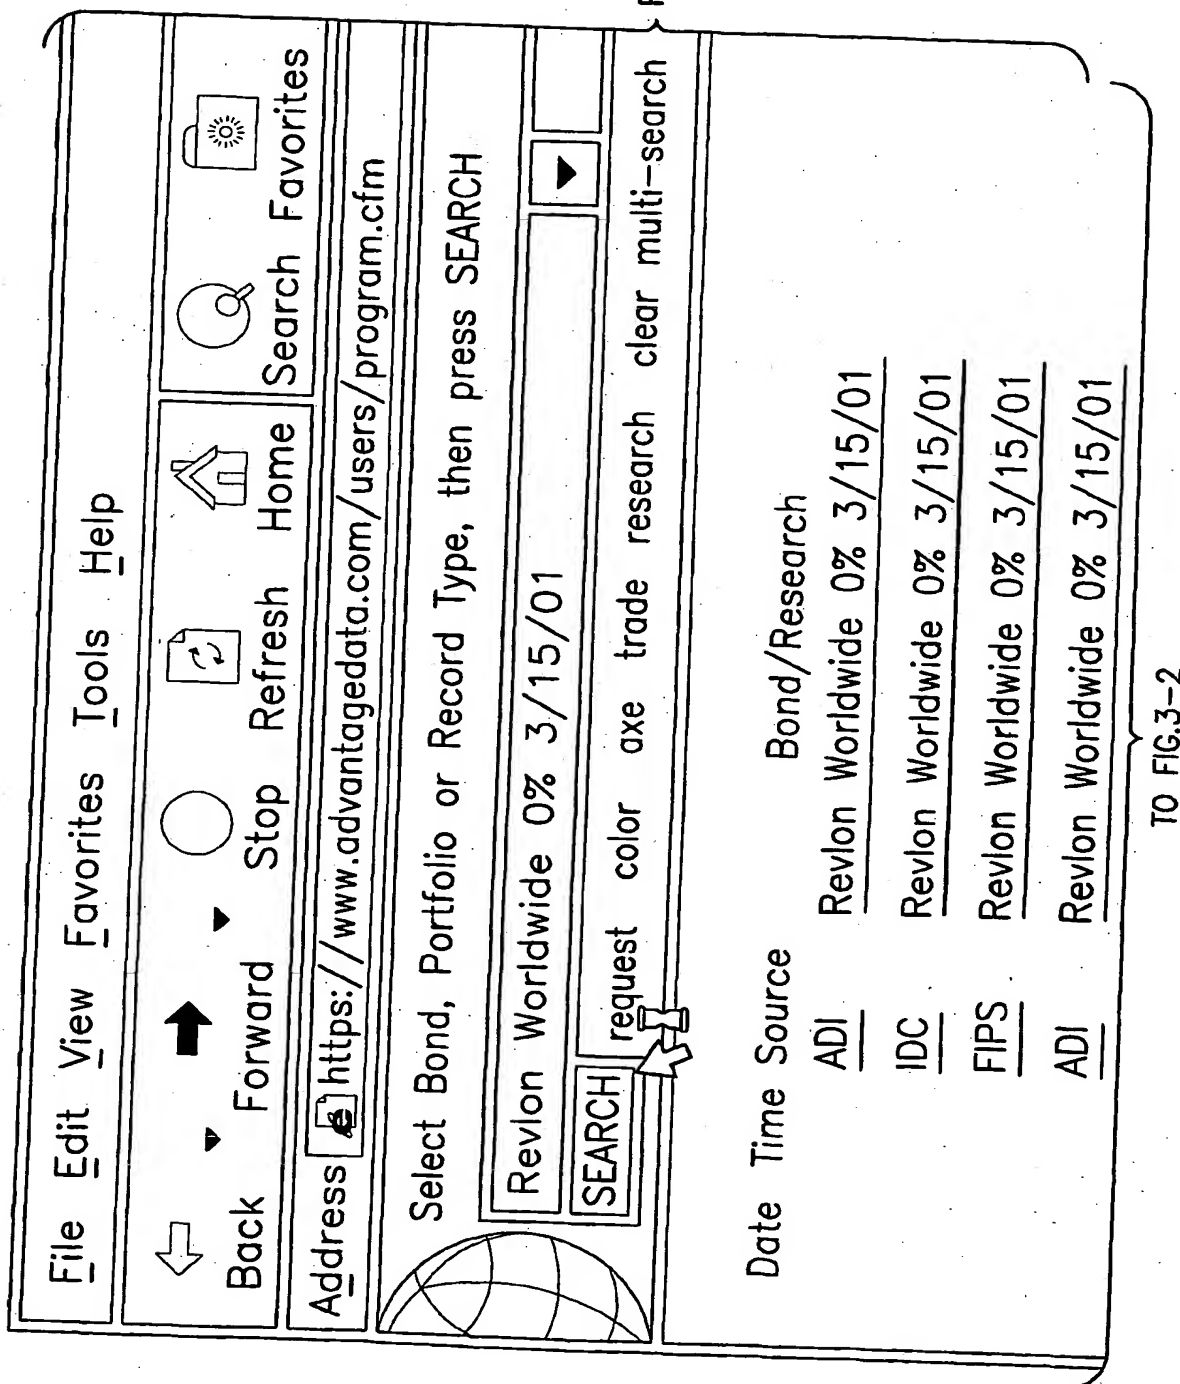 File Edit View Favorites Tools Help
Back Forward Stop Refresh Home Search Favorites
Address https://www.advantagedata.com/users/program.cfm
Select Bond, Portfolio or Record Type, then press SEARCH
Revlon Worldwide 0% 3/15/01
SEARCH request color axe trade research clear multi-search
Date Time Source Bond/Research
ADI Revlon Worldwide 0% 3/15/01
IDC Revlon Worldwide 0% 3/15/01
FIPS Revlon Worldwide 0% 3/15/01
ADI Revlon Worldwide 0% 3/15/01
TO FIG.3-2